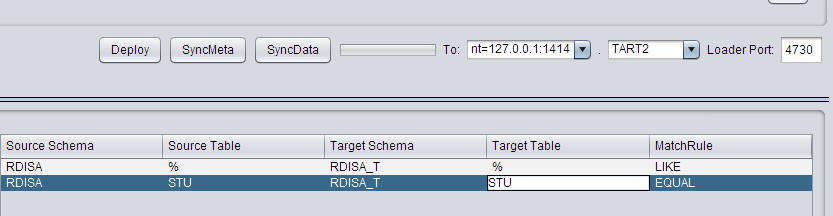 Deploy SyncMeta SyncData To: nt=127.0.0.1:1414 . TART2 Loader Port: 4730
Source Schema Source Table Target Schema Target Table MatchRule
RDISA % RDISA_T % LIKE
RDISA STU RDISA_T STU EQUAL